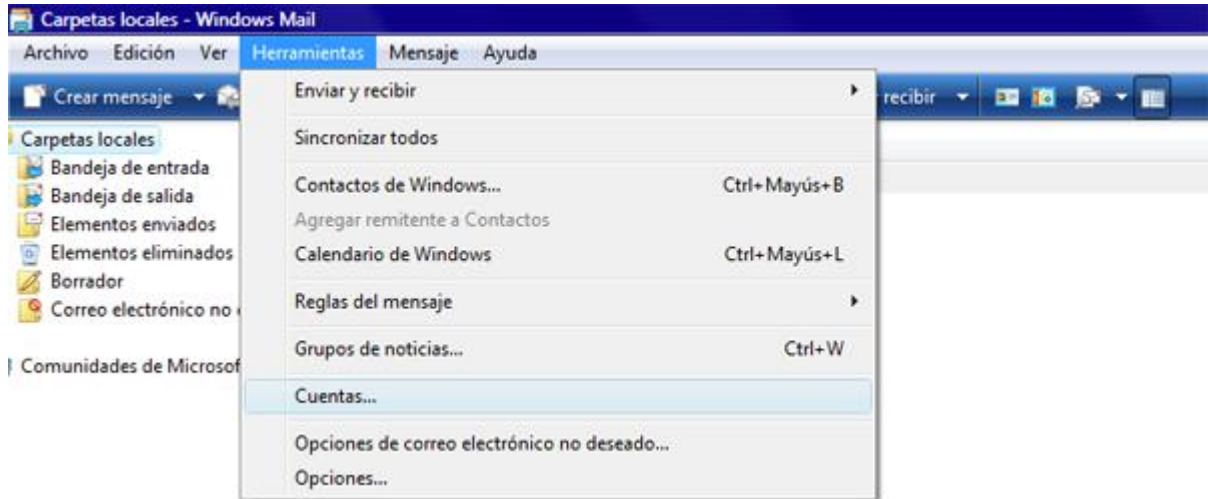 Carpetas locales - Windows Mail
Archivo Edición Ver Herramientas Mensaje Ayuda
Crear mensaje recibir
Carpetas locales
Bandeja de entrada
Bandeja de salida
Elementos enviados
Elementos eliminados
Borrador
Correo electrónico no
Comunidades de Microsof
Enviar y recibir
Sincronizar todos
Contactos de Windows... Ctrl+Mayús+B
Agregar remitente a Contactos
Calendario de Windows Ctrl+Mayús+L
Reglas del mensaje
Grupos de noticias... Ctrl+W
Cuentas...
Opciones de correo electrónico no deseado...
Opciones...